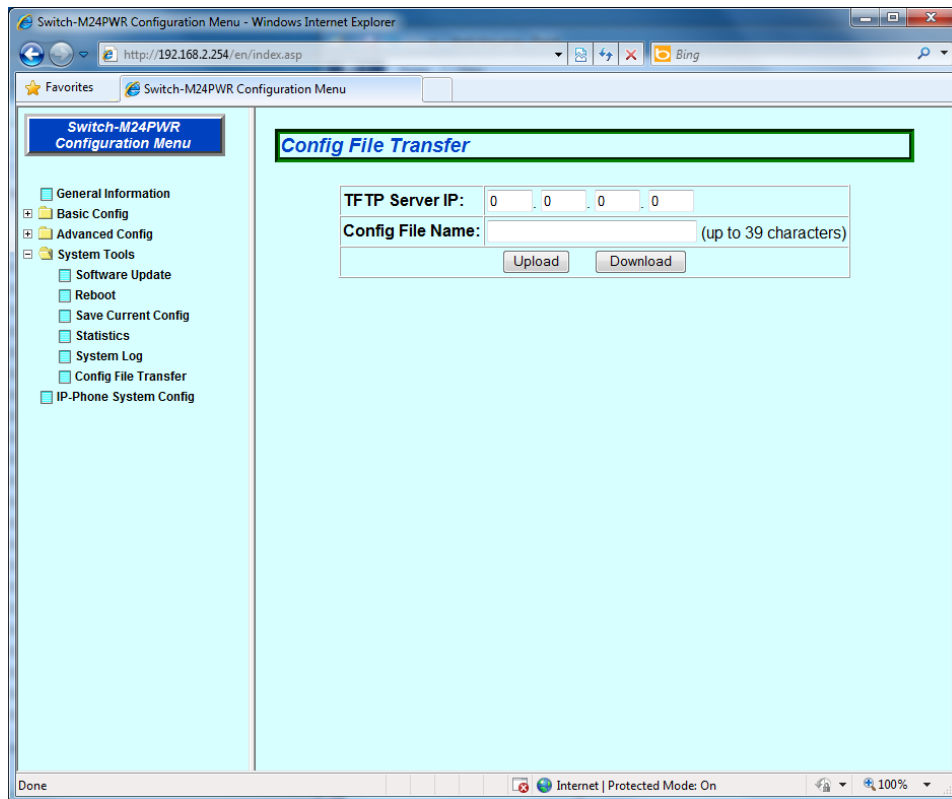 Switch-M24PWR Configuration Menu - Windows Internet Explorer
http://192.168.2.254/en/index.asp
Bing
Favorites
Switch-M24PWR Configuration Menu
Switch-M24PWR
Configuration Menu
General Information
Basic Config
Advanced Config
System Tools
Software Update
Reboot
Save Current Config
Statistics
System Log
Config File Transfer
IP-Phone System Config
Config File Transfer
TFTP Server IP: 0 . 0 . 0 . 0
Config File Name: (up to 39 characters)
Upload Download
Done
Internet | Protected Mode: On
100%